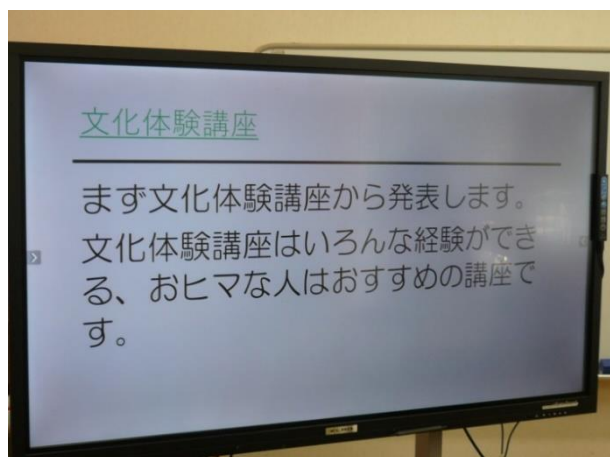 文化体験講座
まず文化体験講座から発表します。
文化体験講座はいろんな経験ができ
る、おヒマな人はおすすめの講座で
す。